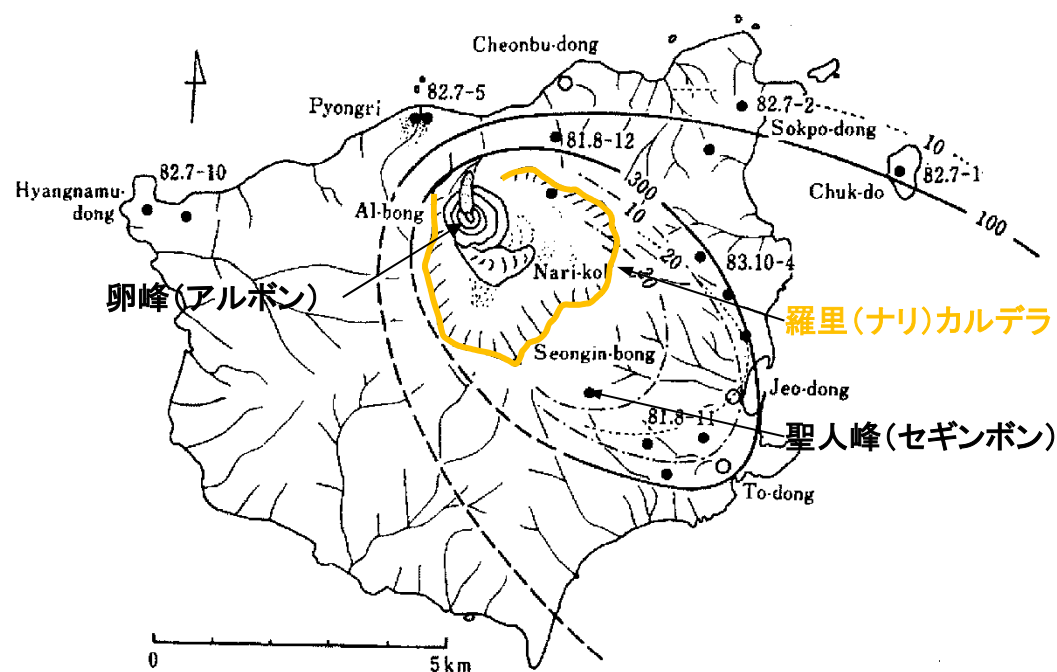 Cheonbu-dong
82.7-5
Pyongri
82.7-2
Sokpo-dong
10
81.8-12
82.7-10
Hyangnamu-
dong
300
82.7-1
Chuk-do
Al-bong
10
100
20
83.10-4
Nari-kol
卵峰(アルボン)
羅里(ナリ)カルデラ
Seongin-bong
Jeo-dong
81.8-11
聖人峰(セギンボン)
To-dong
0
5km